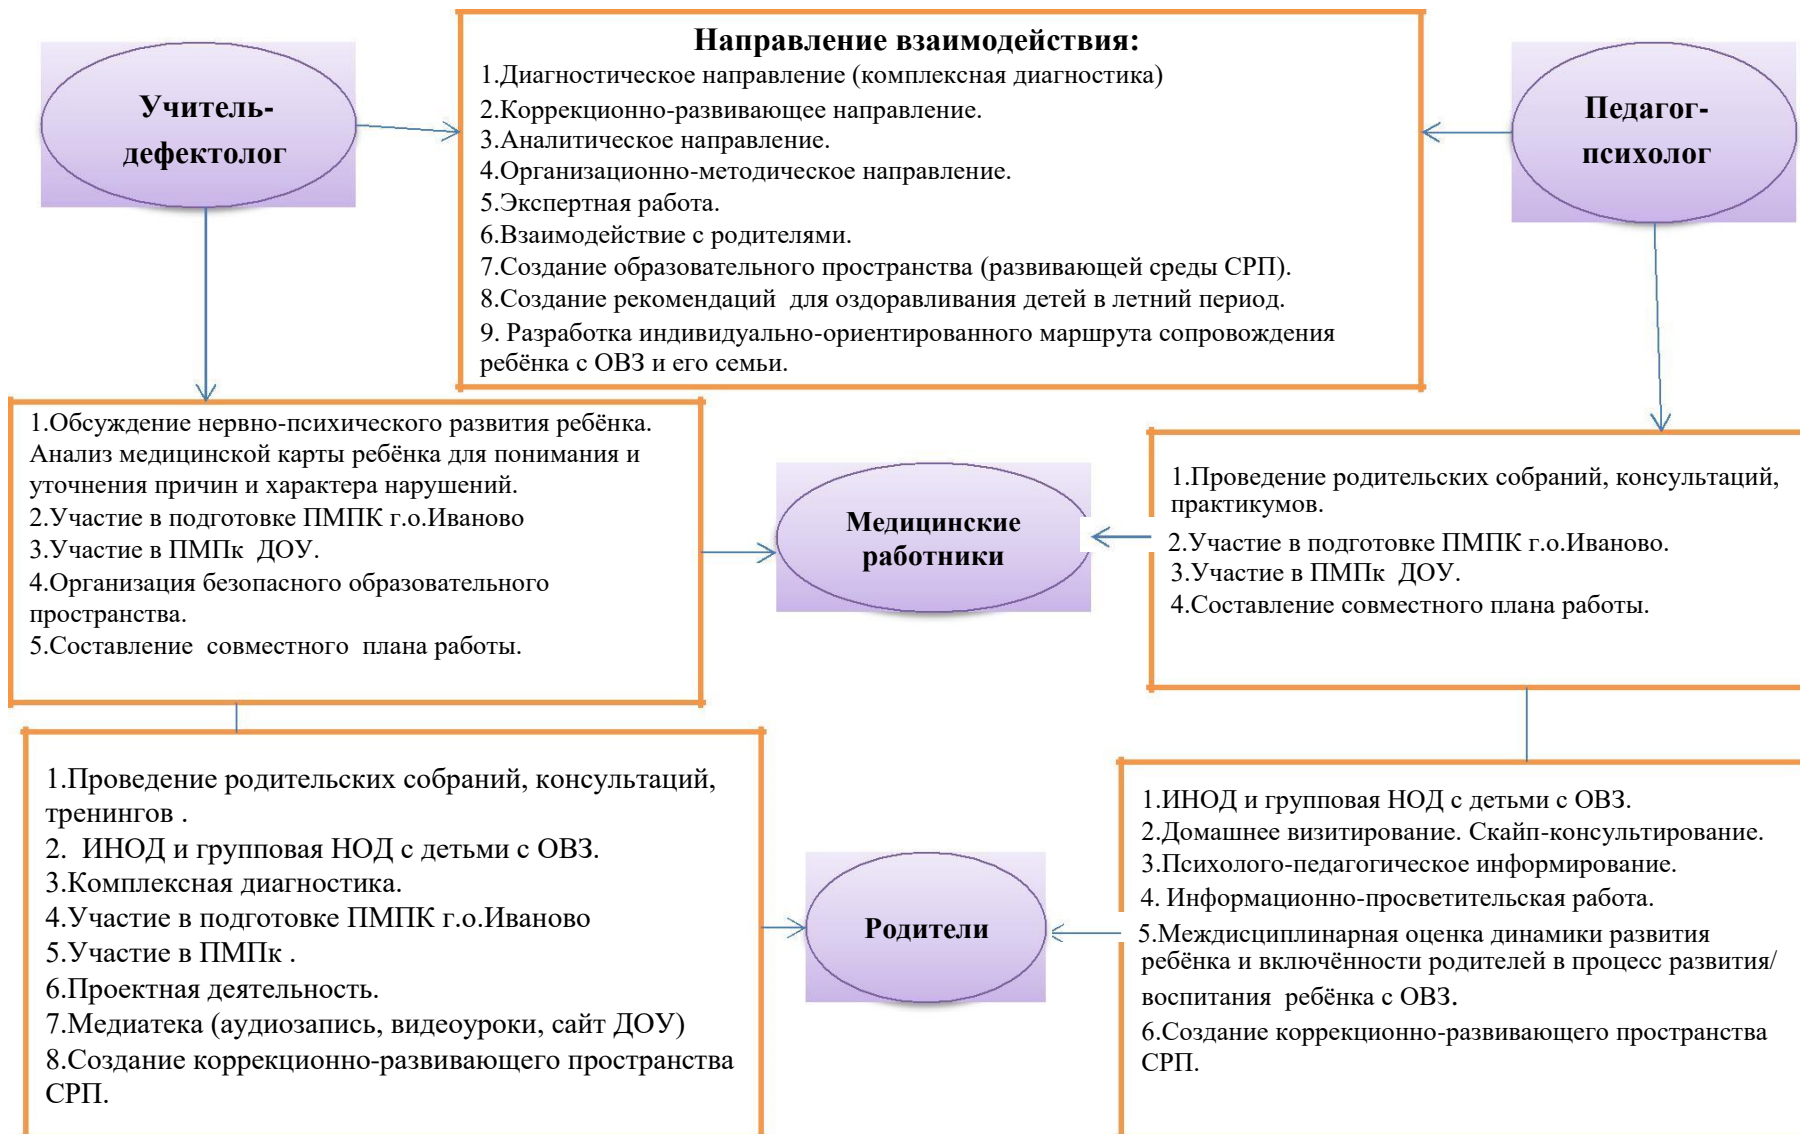 Учитель-
дефектолог
Направление взаимодействия:
1.Диагностическое направление (комплексная диагностика)
2.Коррекционно-развивающее направление.
3.Аналитическое направление.
4.Организационно-методическое направление.
5.Экспертная работа.
6.Взаимодействие с родителями.
7.Создание образовательного пространства (развивающей среды СРП).
8.Создание рекомендаций для оздоравливания детей в летний период.
9. Разработка индивидуально-ориентированного маршрута сопровождения
ребёнка с ОВЗ и его семьи.
Педагог-
психолог
1.Обсуждение нервно-психического развития ребёнка.
Анализ медицинской карты ребёнка для понимания и
уточнения причин и характера нарушений.
2.Участие в подготовке ПМПК г.о.Иваново
3.Участие в ПМПк ДОУ.
4.Организация безопасного образовательного
пространства.
5.Составление совместного плана работы.
Медицинские
работники
1.Проведение родительских собраний, консультаций,
практикумов.
2.Участие в подготовке ПМПК г.о.Иваново.
3.Участие в ПМПк ДОУ.
4.Составление совместного плана работы.
1.Проведение родительских собраний, консультаций,
тренингов .
2. ИНОД и групповая НОД с детьми с ОВЗ.
3.Комплексная диагностика.
4.Участие в подготовке ПМПК г.о.Иваново
5.Участие в ПМПк .
6.Проектная деятельность.
7.Медиатека (аудиозапись, видеоуроки, сайт ДОУ)
8.Создание коррекционно-развивающего пространства
СРП.
Родители
1.ИНОД и групповая НОД с детьми с ОВЗ.
2.Домашнее визитирование. Скайп-консультирование.
3.Психолого-педагогическое информирование.
4. Информационно-просветительская работа.
5.Междисциплинарная оценка динамики развития
ребёнка и включённости родителей в процесс развития/
воспитания ребёнка с ОВЗ.
6.Создание коррекционно-развивающего пространства
СРП.